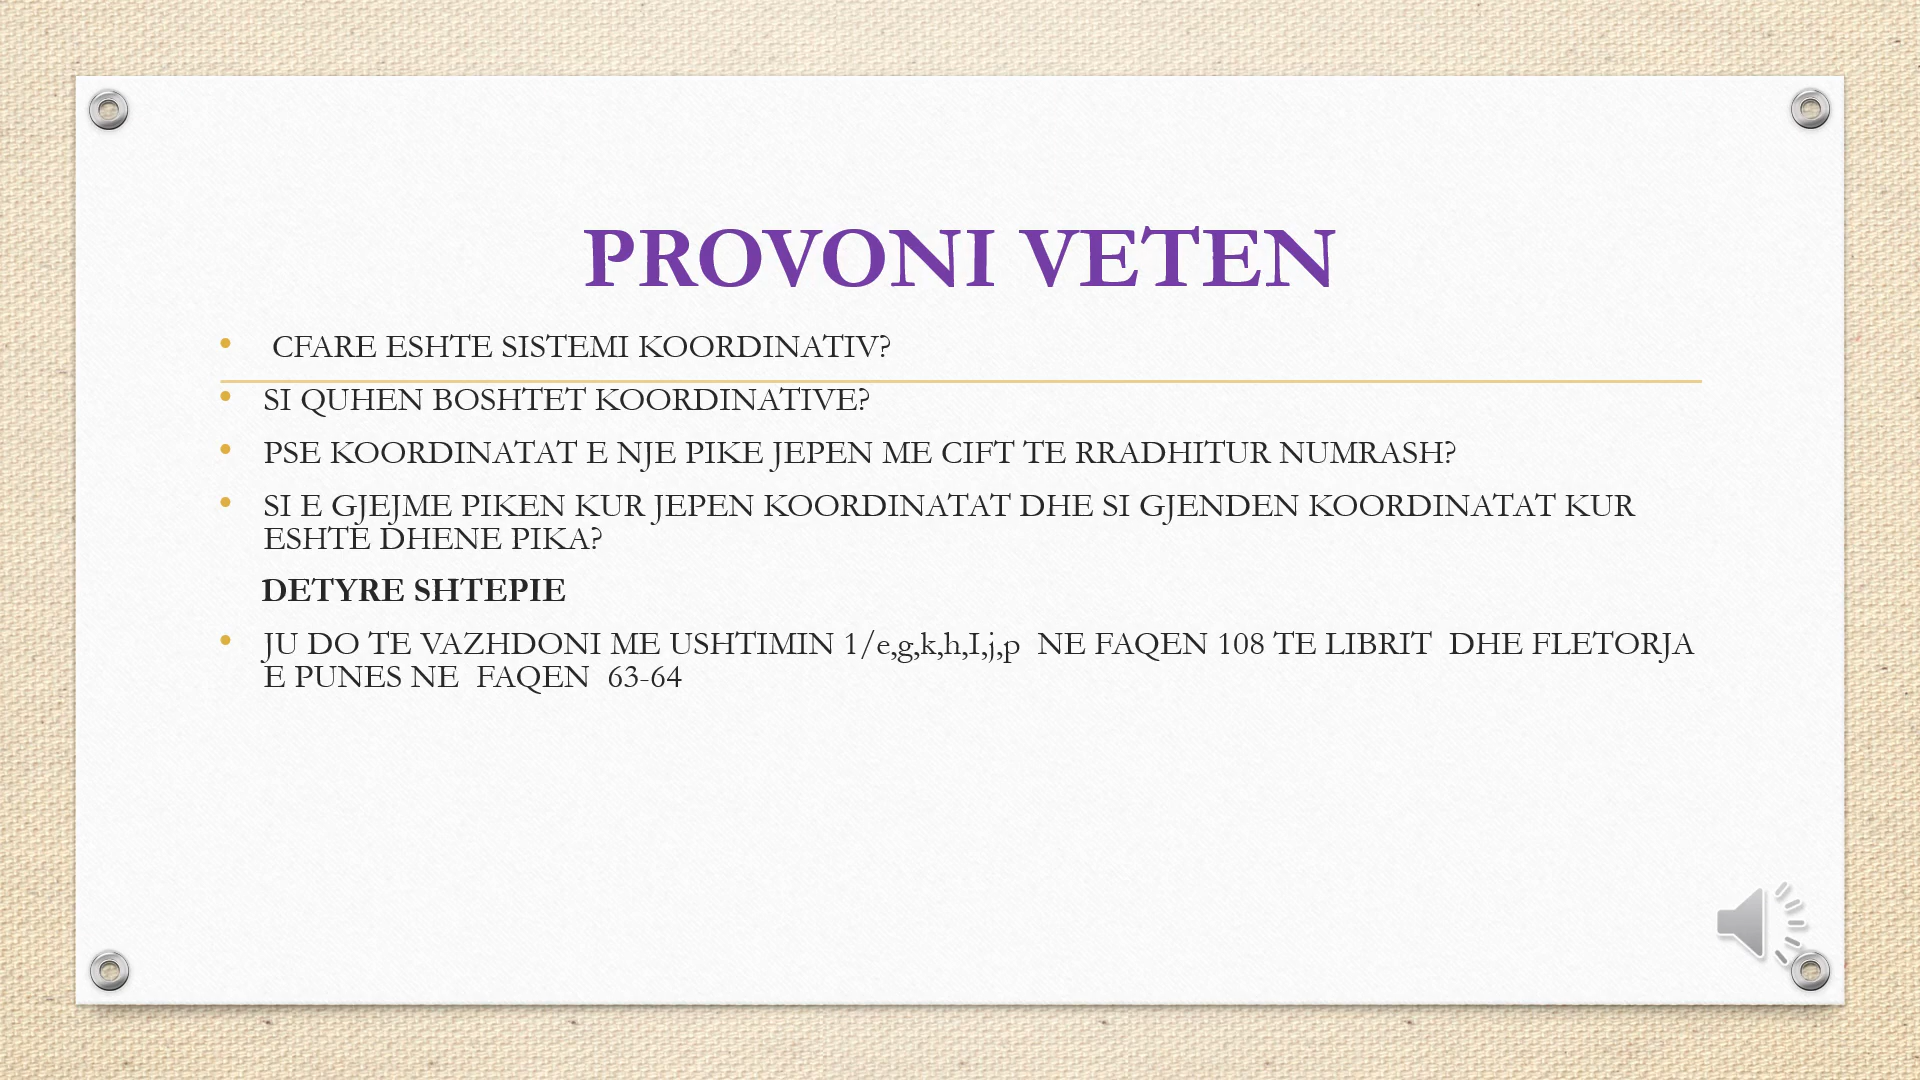 PROVONI VETEN
• CFARE ESHTE SISTEMI KOORDINATIV?
• SI QUHEN BOSHTET KOORDINATIVE?
• PSE KOORDINATAT E NJE PIKE JEPEN ME CIFT TE RRADHITUR NUMRASH?
• SI E GJEJME PIKEN KUR JEPEN KOORDINATAT DHE SI GJENDEN KOORDINATAT KUR
ESHTE DHENE PIKA?
DETYRE SHTEPIE
• JU DO TE VAZHDONI ME USHTIMIN 1/e,g,k,h,I,j,p NE FAQEN 108 TE LIBRIT DHE FLETORJA
E PUNES NE FAQEN 63-64